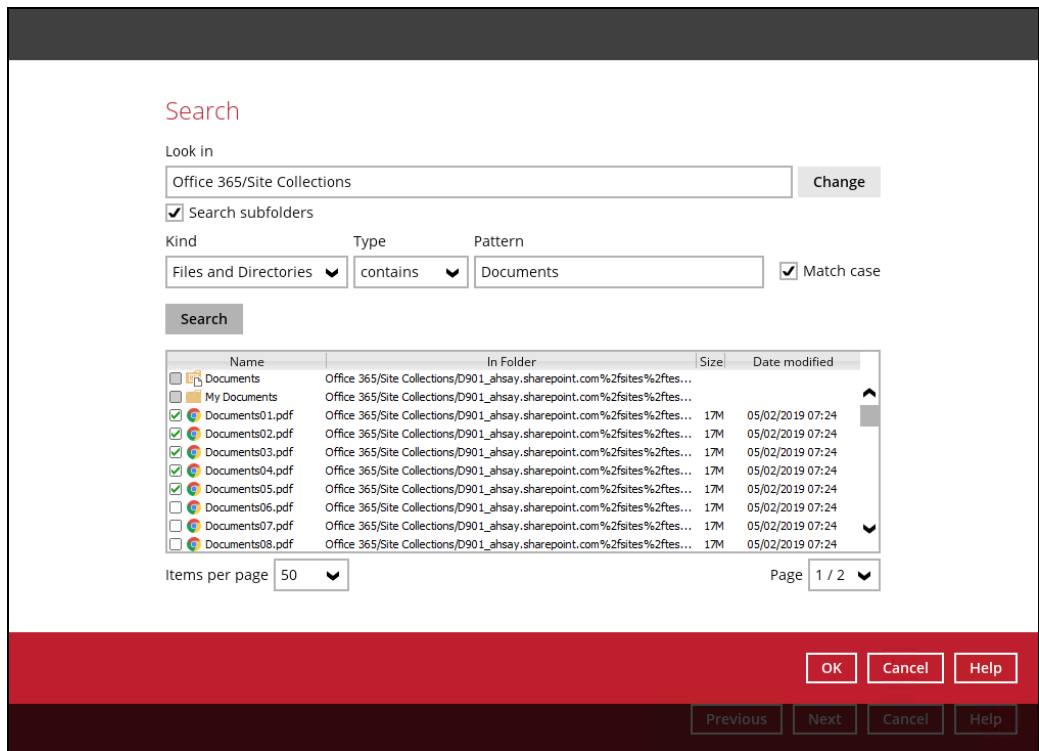 Search
Look in
Office 365/Site Collections Change
Search subfolders
Kind Type Pattern
Files and Directories contains Documents Match case
Search
Name In Folder Size Date modified
Documents Office 365/Site Collections/D901_ahsay.sharepoint.com%2fsites%2ftes...
My Documents Office 365/Site Collections/D901_ahsay.sharepoint.com%2fsites%2ftes...
Documents01.pdf Office 365/Site Collections/D901_ahsay.sharepoint.com%2fsites%2ftes... 17M 05/02/2019 07:24
Documents02.pdf Office 365/Site Collections/D901_ahsay.sharepoint.com%2fsites%2ftes... 17M 05/02/2019 07:24
Documents03.pdf Office 365/Site Collections/D901_ahsay.sharepoint.com%2fsites%2ftes... 17M 05/02/2019 07:24
Documents04.pdf Office 365/Site Collections/D901_ahsay.sharepoint.com%2fsites%2ftes... 17M 05/02/2019 07:24
Documents05.pdf Office 365/Site Collections/D901_ahsay.sharepoint.com%2fsites%2ftes... 17M 05/02/2019 07:24
Documents06.pdf Office 365/Site Collections/D901_ahsay.sharepoint.com%2fsites%2ftes... 17M 05/02/2019 07:24
Documents07.pdf Office 365/Site Collections/D901_ahsay.sharepoint.com%2fsites%2ftes... 17M 05/02/2019 07:24
Documents08.pdf Office 365/Site Collections/D901_ahsay.sharepoint.com%2fsites%2ftes... 17M 05/02/2019 07:24
Items per page 50 Page 1 / 2
OK Cancel Help
Previous Next Cancel Help